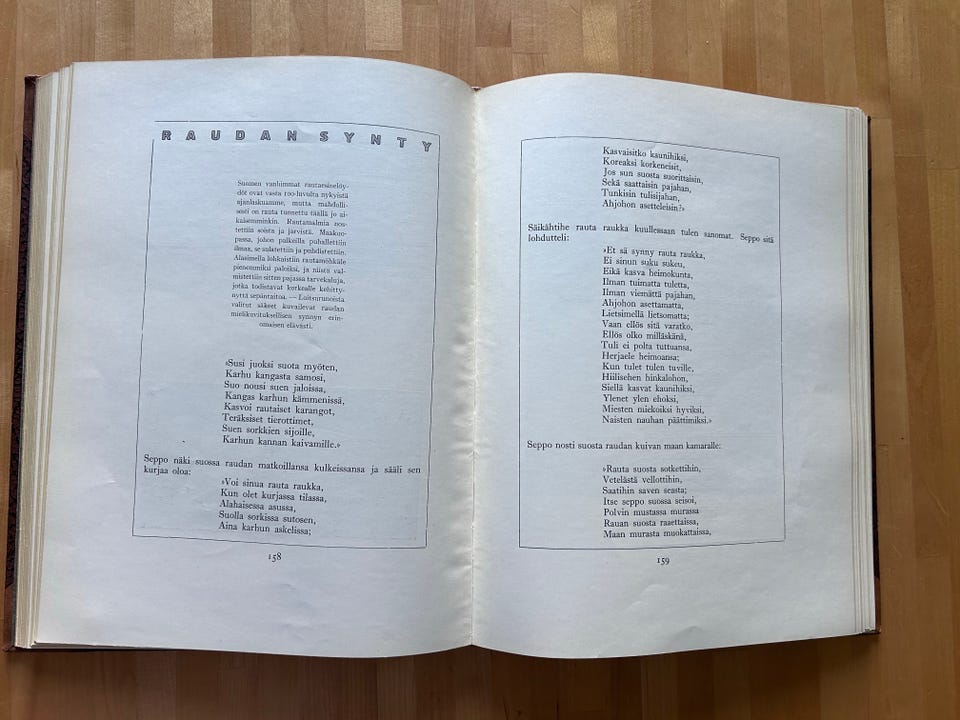 RAUDAN SYNTY
Suomen vanhimmat rautaesinelöy-
döt ovat vasta 100-luvulta nykyistä
ajanlaskuamme, mutta mahdolli-
sesti on rauta tunnettu täällä jo ai-
kaisemminkin. Rautamalmia nos-
tettiin soista ja järvistä. Maakuo-
passa, johon palkeilla puhallettiin
ilmaa, se sulatettiin ja puhdistettiin.
Alasimella lohkaistiin rautamöhkäle
pienemmiksi paloiksi, ja niistä val-
mistettiin sitten pajassa tarvekaluja,
jotka todistavat korkealle kehitty-
nyttä sepäntaitoa. — Loitsurunoista
valitut säkeet kuvailevat raudan
mielikuvituksellisen synnyn erin-
omaisen elävästi.
»Susi juoksi suota myöten,
Karhu kangasta samosi,
Suo nousi suen jaloissa,
Kangas karhun kämmenissä,
Kasvoi rautaiset karangot,
Teräksiset tierottimet,
Suen sorkkien sijoille,
Karhun kannan kaivamille.»
Seppo näki suossa raudan matkoillansa kulkeissansa ja sääli sen
kurjaa oloa:
»Voi sinua rauta raukka,
Kun olet kurjassa tilassa,
Alahaisessa asussa,
Suolla sorkissa sutosen,
Aina karhun askelissa;
158
Kasvaisitko kaunihiksi,
Koreaksi korkeneisit,
Jos sun suosta suorittaisin,
Sekä saattaisin pajahan,
Tunkisin tulisijahan,
Ahjohon asetteleisin?»
Säikähtihe rauta raukka kuullessaan tulen sanomat. Seppo sitä
lohdutteli:
»Et sä synny rauta raukka,
Ei sinun suku sukeu,
Eikä kasva heimokunta,
Ilman tuimatta tuletta,
Ilman viemättä pajahan,
Ahjohon asettamatta,
Lietsimellä lietsomatta;
Vaan ellös sitä varatko,
Ellös olko milläskänä,
Tuli ei polta tuttuansa,
Herjaele heimoansa;
Kun tulet tulen tuville,
Hiilisehen hinkalohon,
Siellä kasvat kaunihiksi,
Ylenet ylen ehoksi,
Miesten miekoiksi hyviksi,
Naisten nauhan päättimiksi.»
Seppo nosti suosta raudan kuivan maan kamaralle:
»Rauta suosta sotkettihin,
Vetelästä vellottihin,
Saatihin saven seasta;
Itse seppo suossa seisoi,
Polvin mustassa murassa
Rauan suosta raaettaissa,
Maan murasta muokattaissa,
159